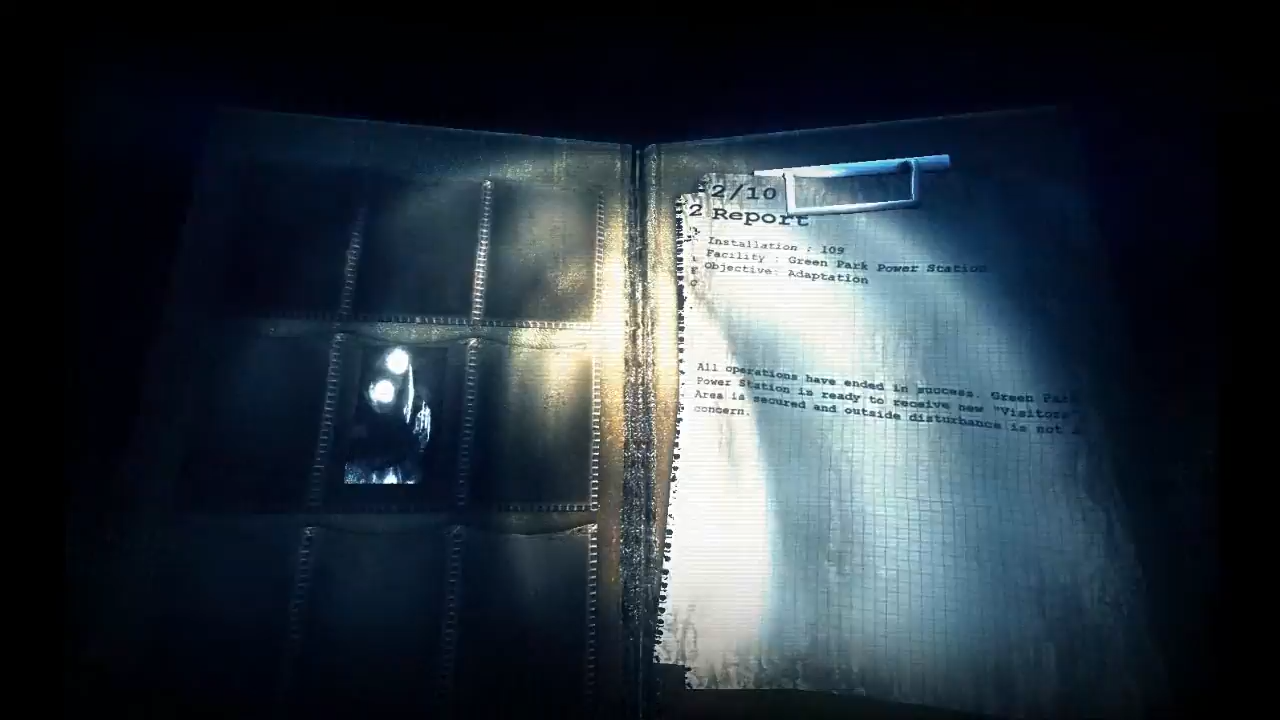 2/10
2 Report
Installation : 109
Facility : Green Park Power Station
Objective: Adaptation
All operations have ended in success. Green Park
Power Station is ready to receive new "Visitors"
Area is secured and outside disturbance is not
concern.